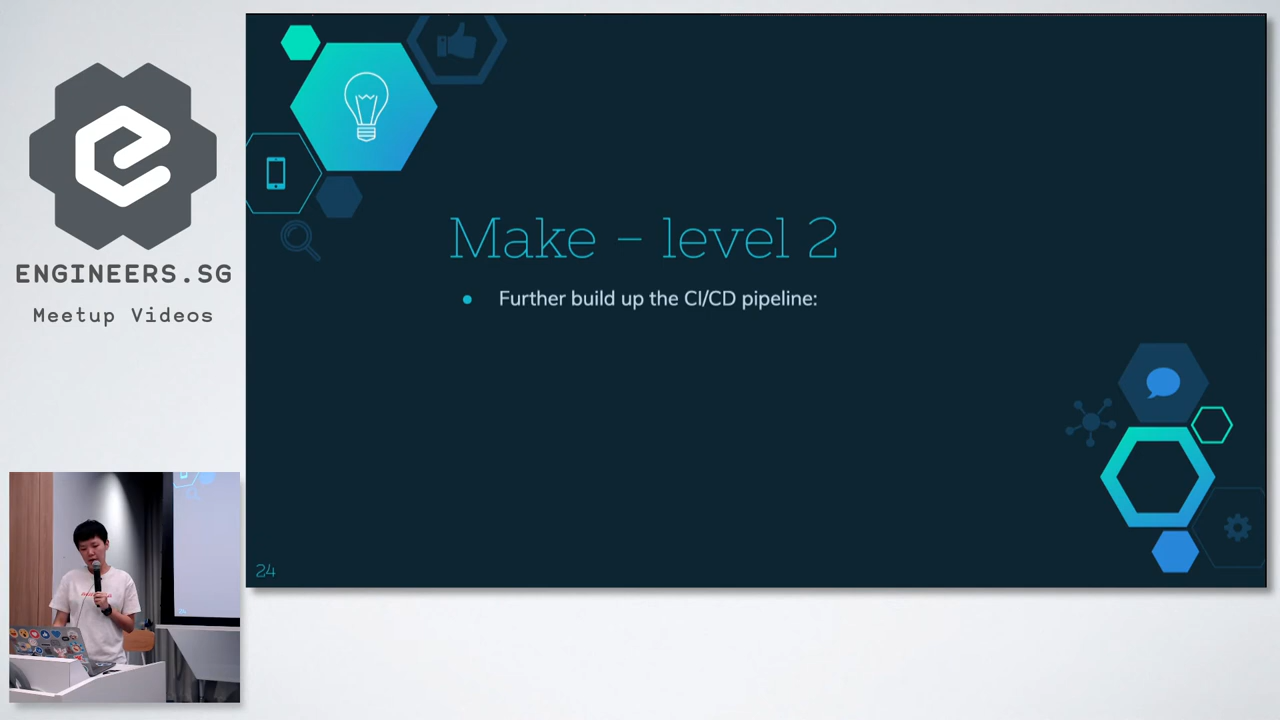 ENGINEERS.SG
Meetup Videos
Make – level 2
● Further build up the CI/CD pipeline:
24